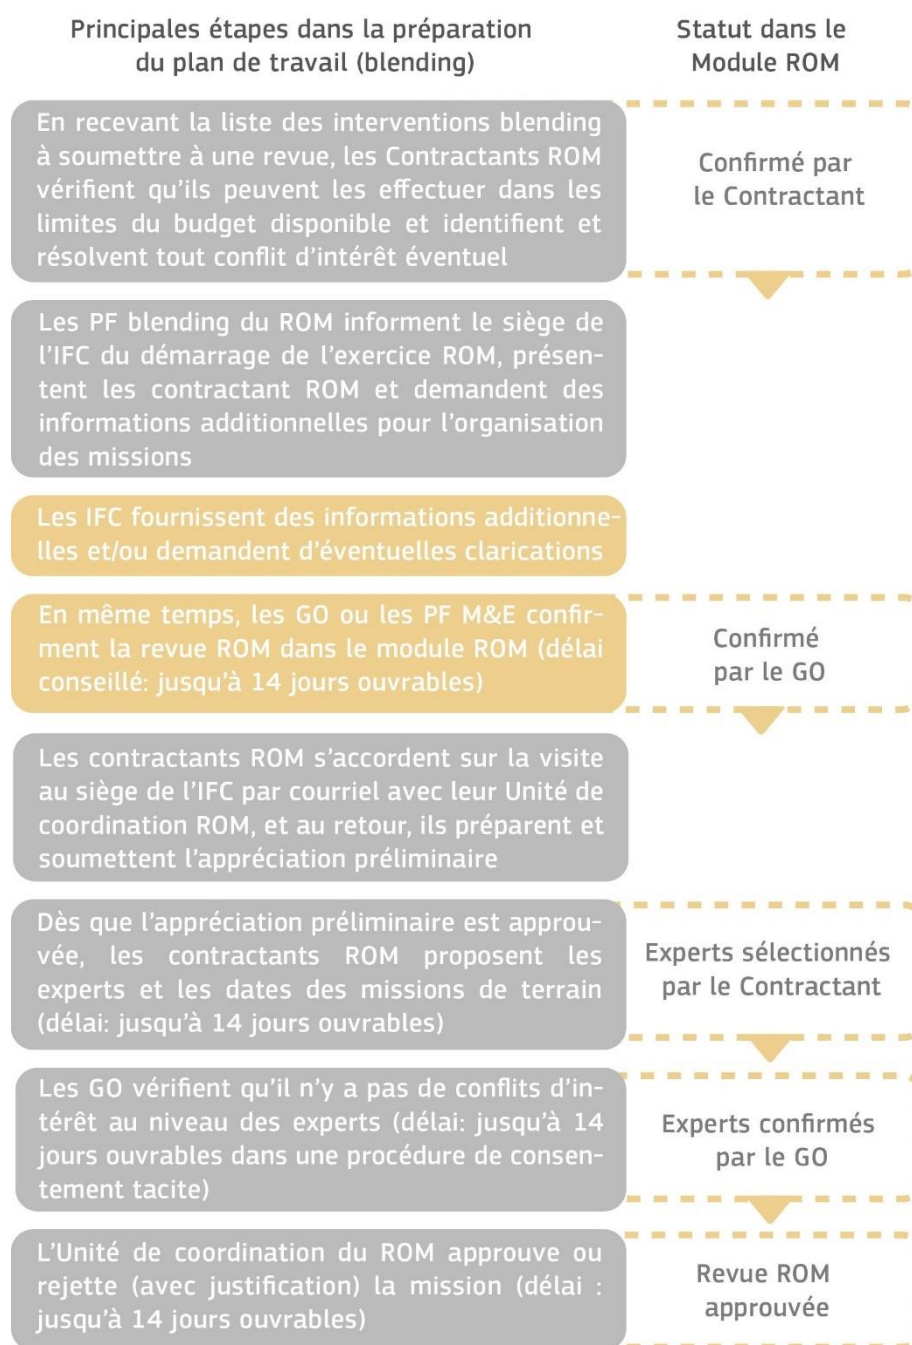 Principales étapes dans la préparation
du plan de travail (blending)
Statut dans le
Module ROM
En recevant la liste des interventions blending
à soumettre à une revue, les Contractants ROM
vérifient qu'ils peuvent les effectuer dans les
limites du budget disponible et identifient et
résolvent tout conflit d'intérêt éventuel
Confirmé par
le Contractant
Les PF blending du ROM informent le siège de
l'IFC du démarrage de l'exercice ROM, présen-
tent les contractant ROM et demandent des
informations additionnelles pour l'organisation
des missions
Les IFC fournissent des informations additionne-
lles et/ou demandent d'éventuelles clarications
En même temps, les GO ou les PF M&E confir-
ment la revue ROM dans le module ROM (délai
conseillé: jusqu'à 14 jours ouvrables)
Confirmé
par le GO
Les contractants ROM s'accordent sur la visite
au siège de l'IFC par courriel avec leur Unité de
coordination ROM, et au retour, ils préparent et
soumettent l'appréciation préliminaire
Dès que l'appréciation préliminaire est approu-
vée, les contractants ROM proposent les
experts et les dates des missions de terrain
(délai: jusqu'à 14 jours ouvrables)
Experts sélectionnés
par le Contractant
Les GO vérifient qu'il n'y a pas de conflits d'in-
térêt au niveau des experts (délai: jusqu'à 14
jours ouvrables dans une procédure de consen-
tement tacite)
Experts confirmés
par le GO
L'Unité de coordination du ROM approuve ou
rejette (avec justification) la mission (délai :
jusqu'à 14 jours ouvrables)
Revue ROM
approuvée